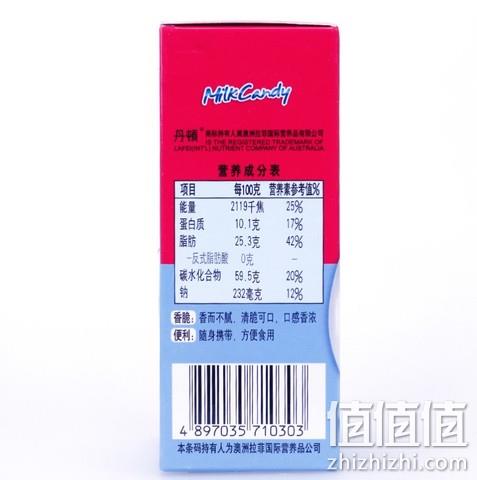 Milk Candy
丹頓® 商标持有人澳洲拉菲国际营养品有限公司
IS THE REGISTERED TRADEMARK OF
LAFEI(INT'L) NUTRIENT COMPANY OF AUSTRALIA
营养成分表
项目 每100克 营养素参考值%
能量 2119千焦 25%
蛋白质 10.1克 17%
脂肪 25.3克 42%
-反式脂肪酸 0克 -
碳水化合物 59.5克 20%
钠 232毫克 12%
香脆: 香而不腻、清脆可口、口感香浓
便利: 随身携带、方便食用
4 897035 710303
本条码持有人为澳洲拉菲国际营养品公司
值值值
zhizhizhi.com